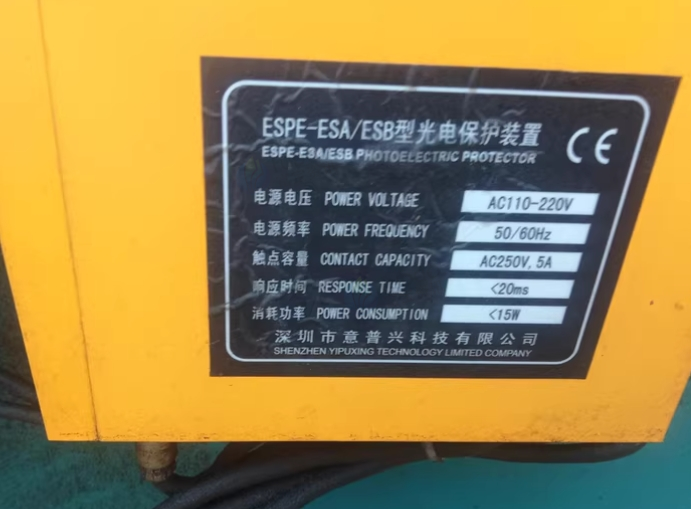 ESPE-ESA/ESB型光电保护装置
ESPE-ESA/ESB PHOTOELECTRIC PROTECTOR
CE
电源电压 POWER VOLTAGE AC110-220V
电源频率 POWER FREQUENCY 50/60Hz
触点容量 CONTACT CAPACITY AC250V,5A
响应时间 RESPONSE TIME <20ms
消耗功率 POWER CONSUMPTION <15W
深圳市意普兴科技有限公司
SHENZHEN YIPUXING TECHNOLOGY LIMITED COMPANY